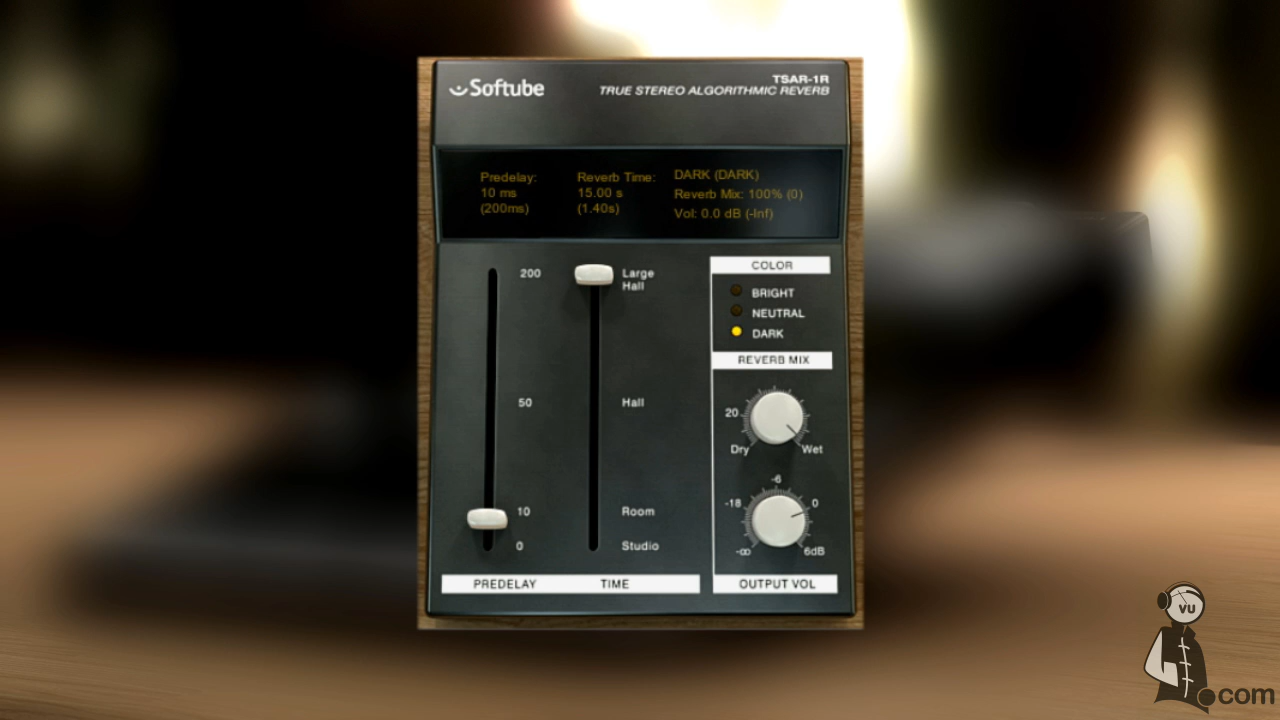 Softube
TSAR-1R
TRUE STEREO ALGORITHMIC REVERB
Predelay:
10 ms
(200ms)
Reverb Time:
15.00 s
(1.40s)
DARK (DARK)
Reverb Mix: 100% (0)
Vol: 0.0 dB (-Inf)
200
50
10
0
PREDELAY
Large
Hall
Hall
Room
Studio
TIME
COLOR
BRIGHT
NEUTRAL
DARK
REVERB MIX
20
Dry
Wet
-6
-18
0
-∞
6dB
OUTPUT VOL
VU
.com